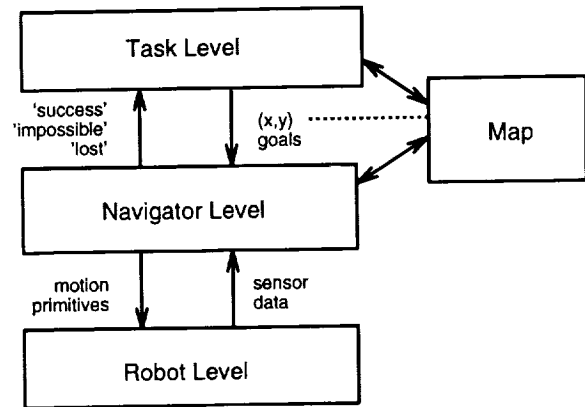 Task Level
'success'
'impossible'
'lost'
(x,y)
goals
Map
Navigator Level
motion
primitives
sensor
data
Robot Level